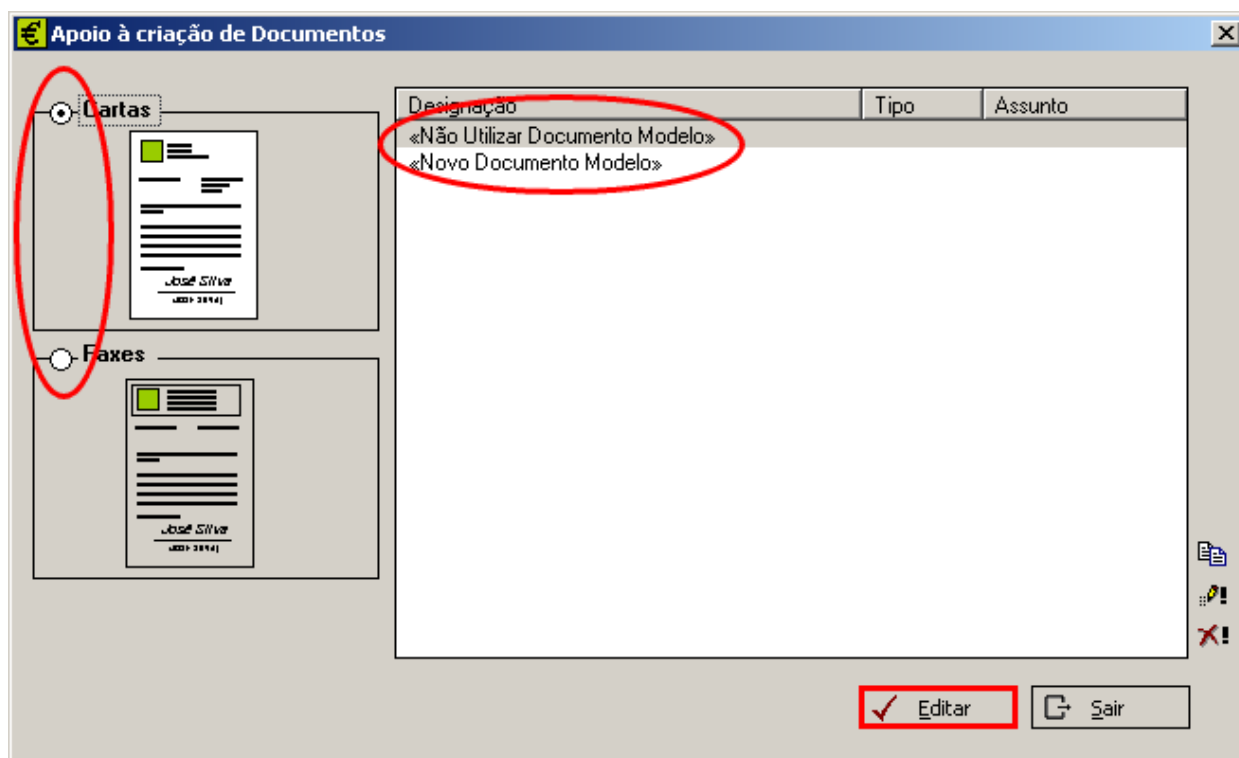 Apoio à criação de Documentos
Cartas
José Silva
Faxes
José Silva
Designação Tipo Assunto
«Não Utilizar Documento Modelo»
«Novo Documento Modelo»
Editar Sair